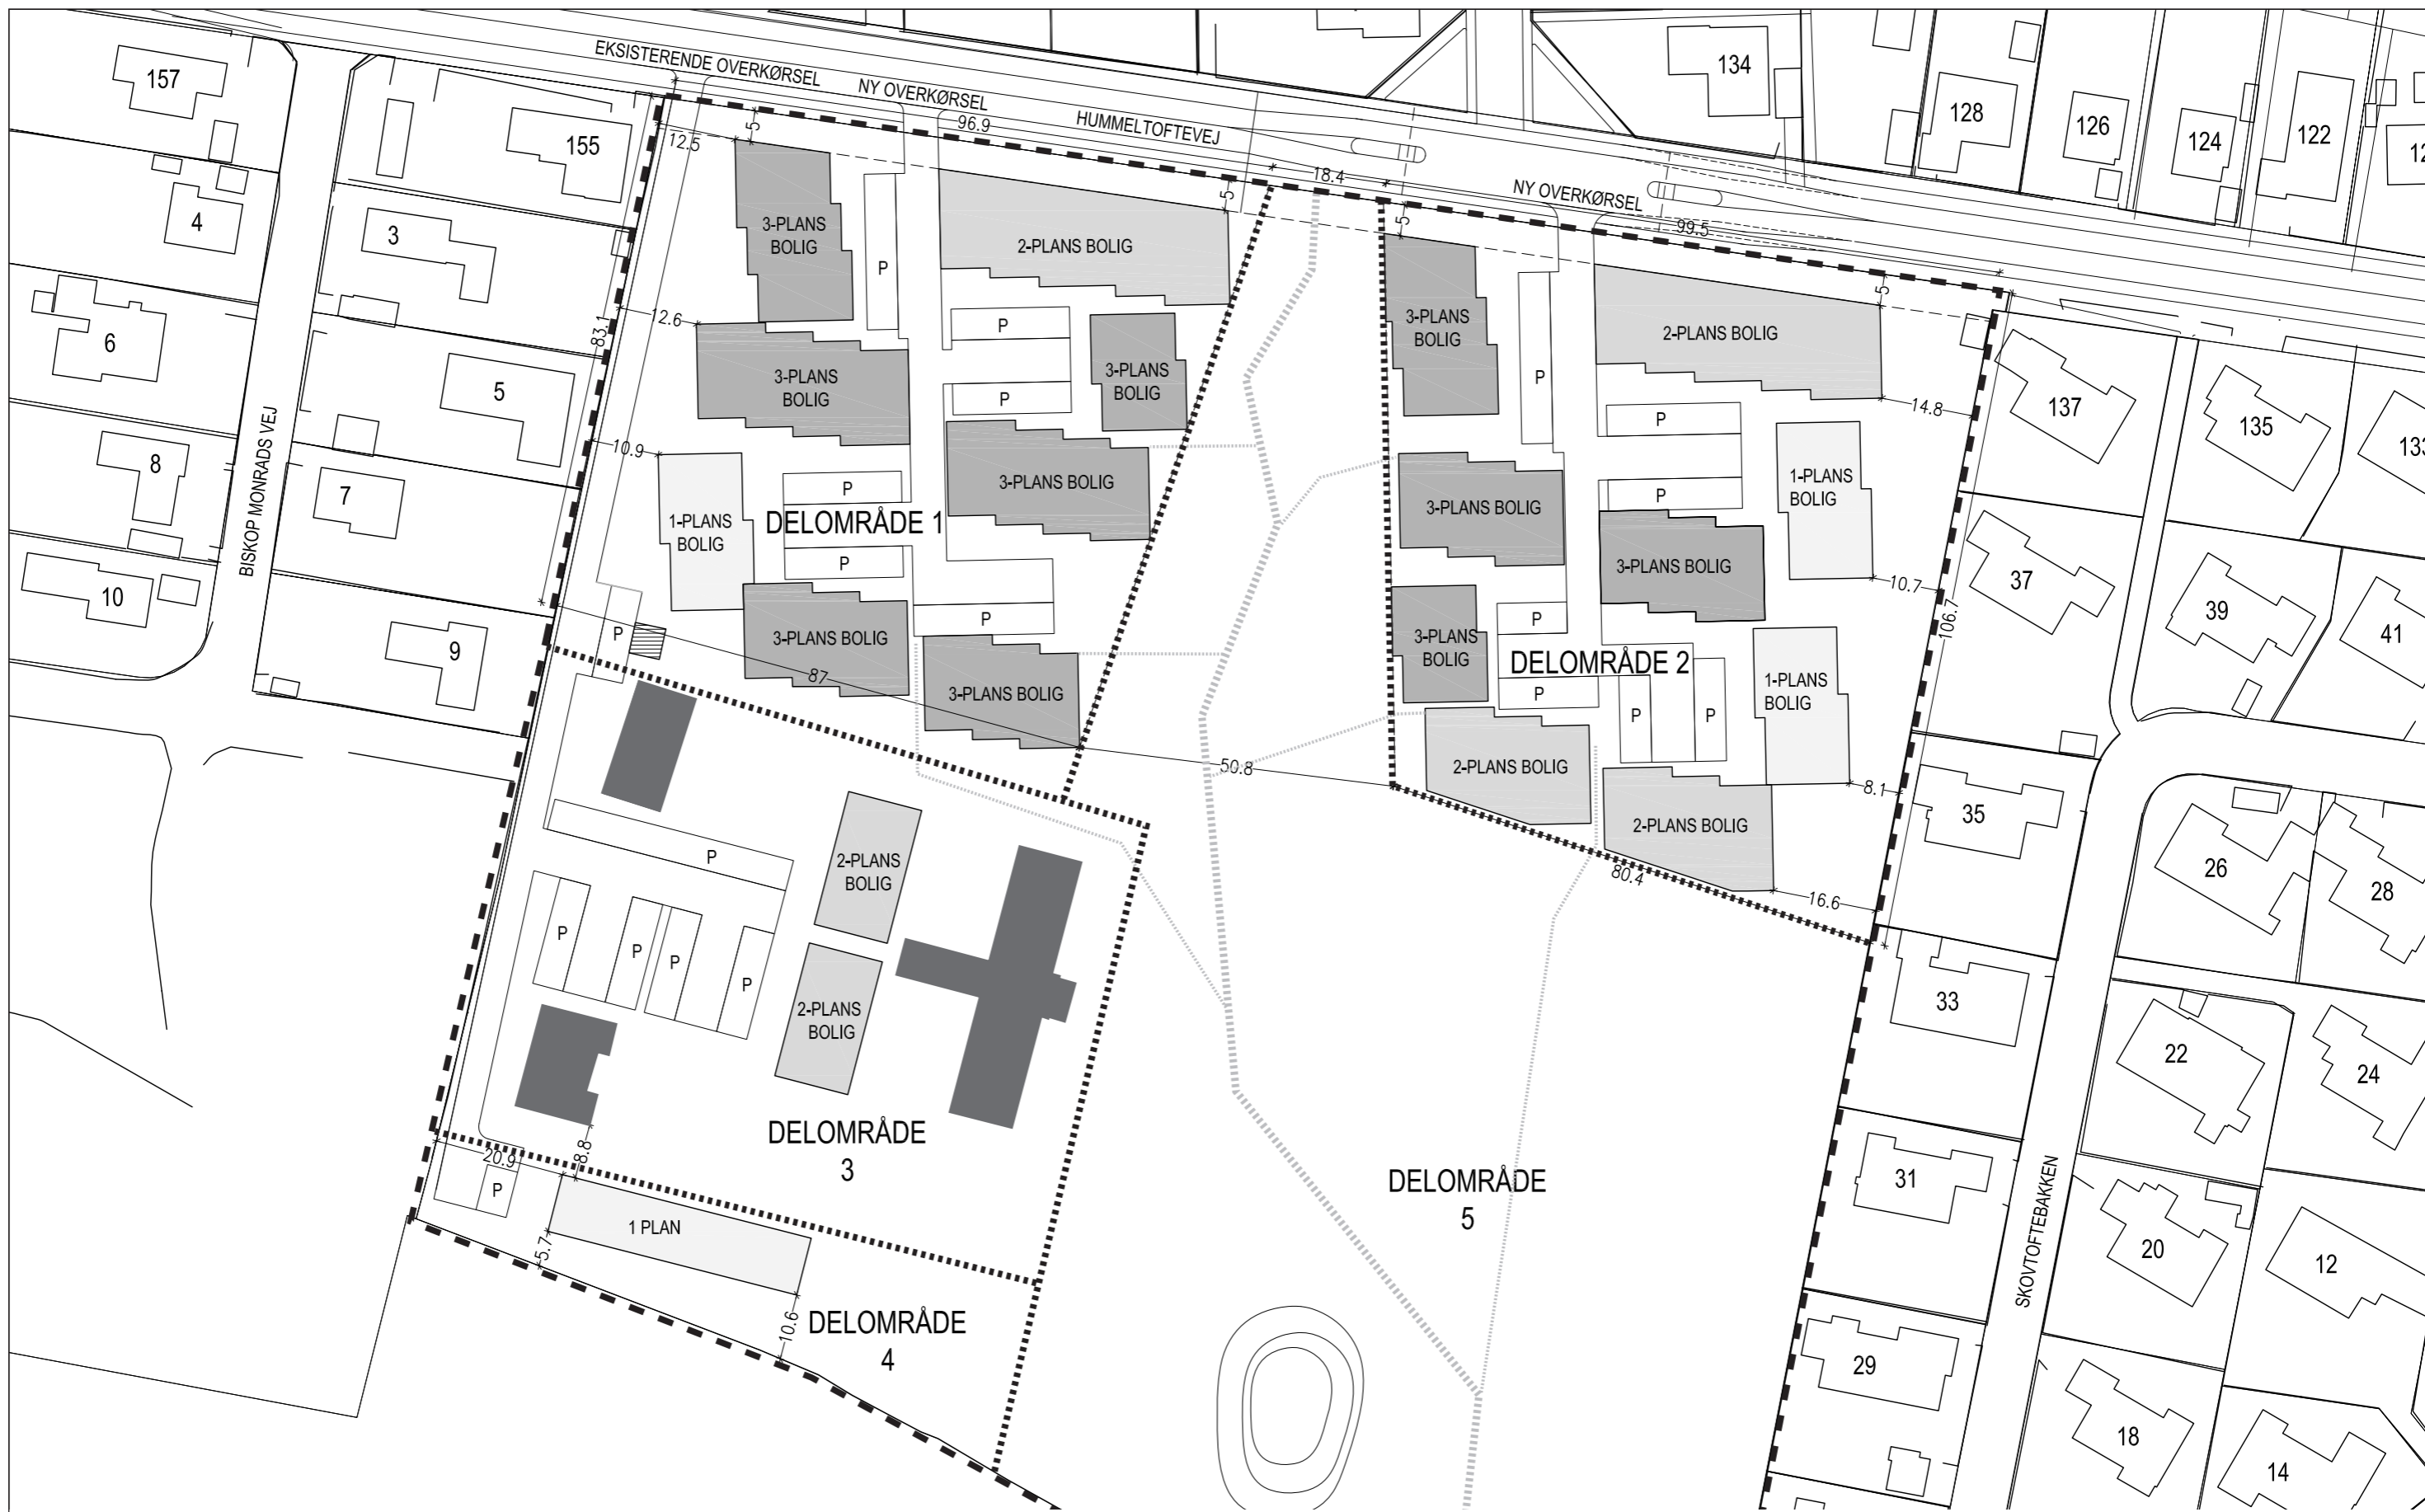 EKSISTERENDE OVERKØRSEL
NY OVERKØRSEL
HUMMELTOFTEVEJ
NY OVERKØRSEL
157
155
134
128
126
124
122
4
3
6
5
8
7
10
9
BISKOP MONRADS VEJ
96.9
18.4
99.5
12.5
5
5
5
5
83.1
12.6
10.9
87
50.8
14.8
10.7
106.7
8.1
16.6
80.4
3-PLANS
BOLIG
P
2-PLANS BOLIG
3-PLANS
BOLIG
P
P
3-PLANS
BOLIG
3-PLANS BOLIG
1-PLANS
BOLIG
P
DELOMRÅDE 1
P
P
P
3-PLANS BOLIG
3-PLANS BOLIG
3-PLANS
BOLIG
P
2-PLANS BOLIG
P
P
1-PLANS
BOLIG
3-PLANS BOLIG
3-PLANS BOLIG
P
3-PLANS
BOLIG
DELOMRÅDE 2
P
P
P
1-PLANS
BOLIG
2-PLANS BOLIG
2-PLANS BOLIG
P
2-PLANS
BOLIG
P
P
P
P
2-PLANS
BOLIG
DELOMRÅDE
3
20.9
8.8
P
1 PLAN
5.7
10.6
DELOMRÅDE
4
DELOMRÅDE
5
137
135
37
39
41
35
26
28
33
22
24
31
20
12
29
18
14
SKOVTOFTEBAKKEN